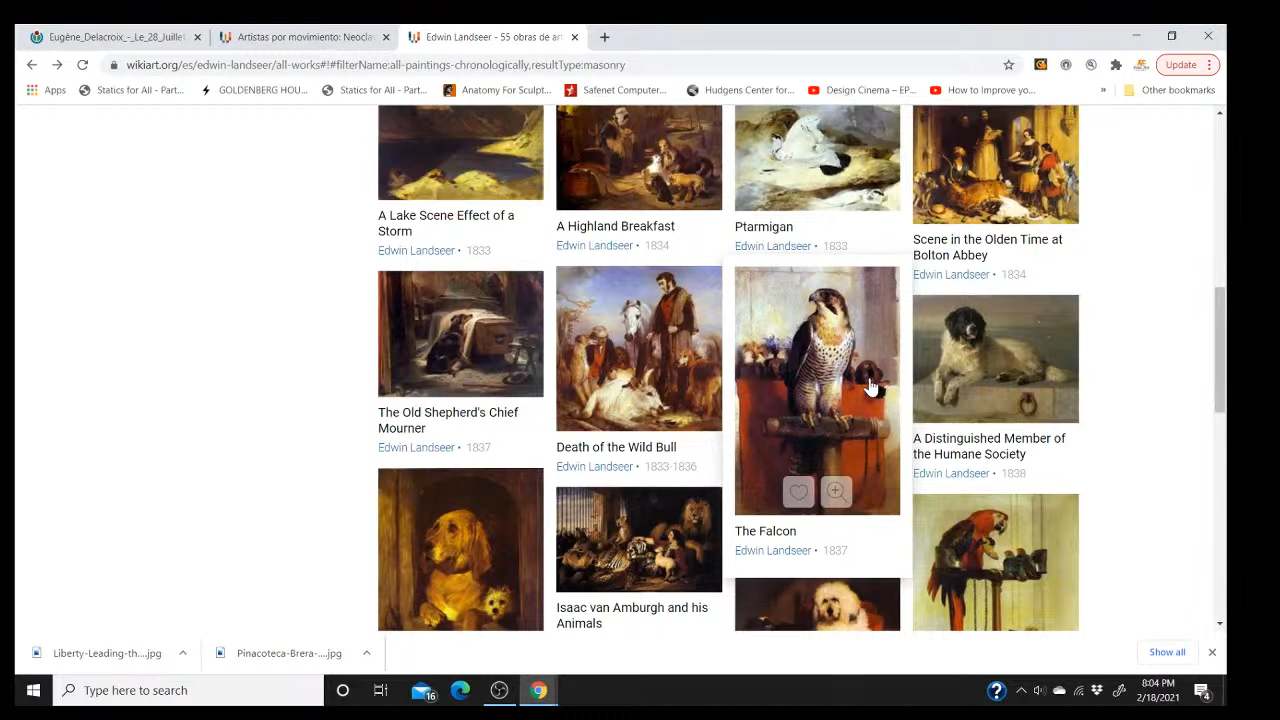 Eugène_Delacroix_-_Le_28_Juillet
Artistas por movimiento: Neoclav
Edwin Landseer - 55 obras de art
wikiart.org/es/edwin-landseer/all-works#!#filterName:all-paintings-chronologically,resultType:masonry
Update
Apps
Statistics for All - Part...
GOLDENBERG HOU...
Statistics for All - Part...
Anatomy For Sculpt...
Safenet Computer...
Hudgens Center for...
Design Cinema – EP...
How to Improve yo...
»
Other bookmarks
A Lake Scene Effect of a
Storm
Edwin Landseer • 1833
A Highland Breakfast
Edwin Landseer • 1834
Ptarmigan
Edwin Landseer • 1833
Scene in the Olden Time at
Bolton Abbey
Edwin Landseer • 1834
The Old Shepherd's Chief
Mourner
Edwin Landseer • 1837
Death of the Wild Bull
Edwin Landseer • 1833-1836
The Falcon
Edwin Landseer • 1837
A Distinguished Member of
the Humane Society
Edwin Landseer • 1838
Isaac van Amburgh and his
Animals
Liberty-Leading-th....jpg
Pinacoteca-Brera-....jpg
Show all
Type here to search
16
8:04 PM
2/18/2021
4